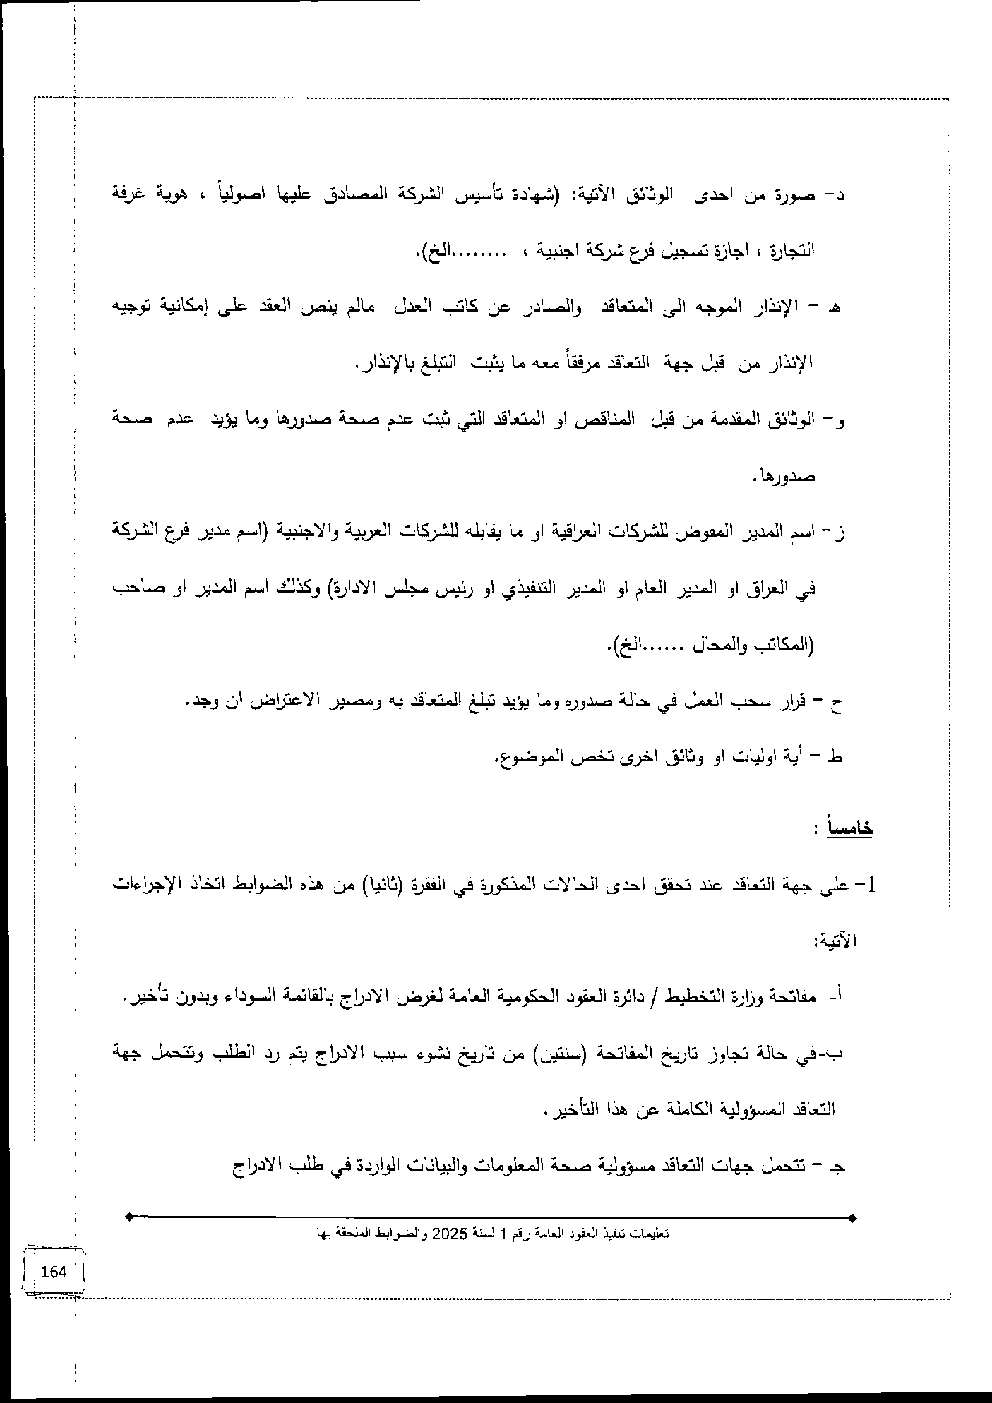 د- صورة من احدى الوثائق الآتية: (شهادة تأسيس الشركة المصادق عليها اصولياً ، هوية غرفة
التجارة ، اجازة تسجيل فرع شركة اجنبية ، ........الخ).
هـ - الإنذار الموجه الى المتعاقد والصادر عن كاتب العدل مالم ينص العقد على إمكانية توجيه
الإنذار من قبل جهة التعاقد مرفقاً معه ما يثبت التبلغ بالإنذار.
و- الوثائق المقدمة من قبل المناقص او المتعاقد التي ثبت عدم صحة صدورها وما يؤيد عدم صحة
صدورها.
ز- اسم المدير المفوض للشركات العراقية او ما يقابله للشركات العربية والاجنبية (اسم مدير فرع الشركة
في العراق او المدير العام او المدير التنفيذي او رئيس مجلس الادارة) وكذلك اسم المدير او صاحب
(المكاتب والمحال ......الخ).
ح - قرار سحب العمل في حالة صدوره وما يؤيد تبلغ المتعاقد به ومصير الاعتراض ان وجد.
ط - أية اوليات او وثائق اخرى تخص الموضوع.
خامساً :
1- على جهة التعاقد عند تحقق احدى الحالات المذكورة في الفقرة (ثانيا) من هذه الضوابط اتخاذ الإجراءات
الآتية:
أ- مفاتحة وزارة التخطيط / دائرة العقود الحكومية العامة لغرض الادراج بالقائمة السوداء وبدون تأخير.
ب-في حالة تجاوز تاريخ المفاتحة (سنتين) من تاريخ نشوء سبب الادراج يتم رد الطلب وتتحمل جهة
التعاقد المسؤولية الكاملة عن هذا التأخير.
جـ - تتحمل جهات التعاقد مسؤولية صحة المعلومات والبيانات الواردة في طلب الادراج
تعليمات تنفيذ العقود العامة رقم 1 لسنة 2025 والضوابط الملحقة بها
164